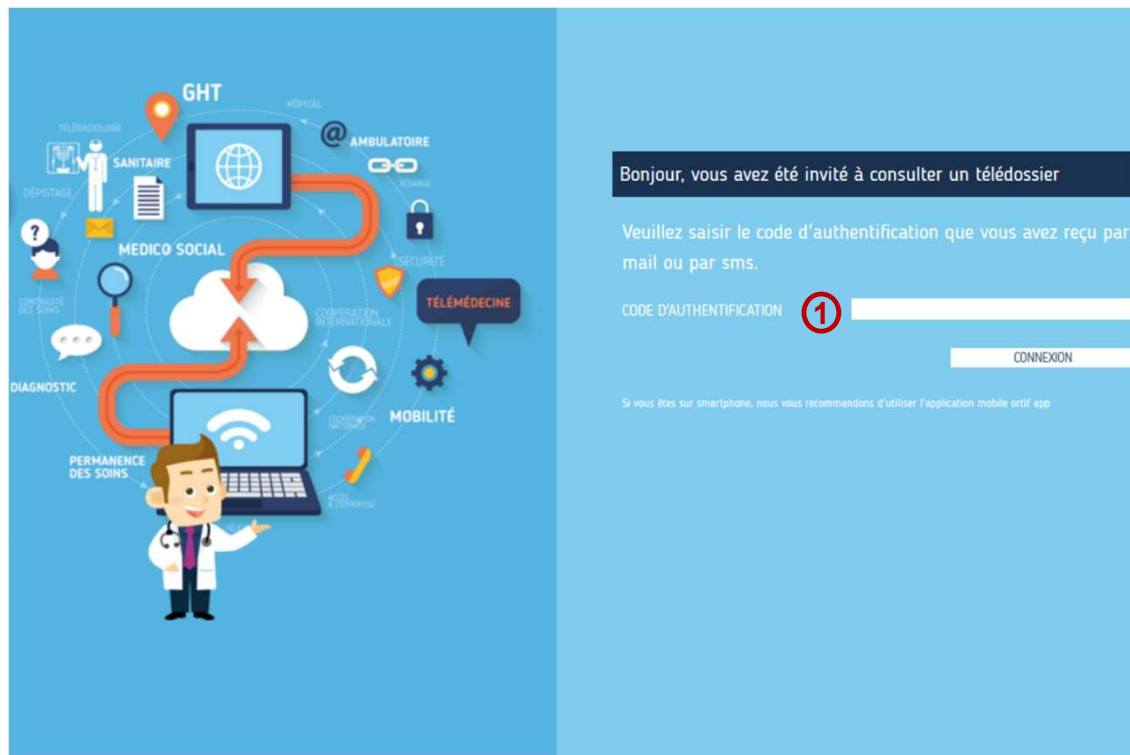 GHT
HÔPITAL
TÉLÉRADIOLOGIE
@
AMBULATOIRE
SANITAIRE
ÉCHANGE
DÉPISTAGE
?
MEDICO SOCIAL
SÉCURITÉ
CONTINUITÉ
DES SOINS
COOPÉRATION
INTERNATIONALE
TÉLÉMÉDECINE
DIAGNOSTIC
COOPÉRATION
NATIONALE
MOBILITÉ
PERMANENCE
DES SOINS
ACCÈS
À L'EXPERTISE
Bonjour, vous avez été invité à consulter un télédossier
Veuillez saisir le code d'authentification que vous avez reçu par
mail ou par sms.
CODE D'AUTHENTIFICATION 1
CONNEXION
Si vous êtes sur smartphone, nous vous recommandons d'utiliser l'application mobile ortif app